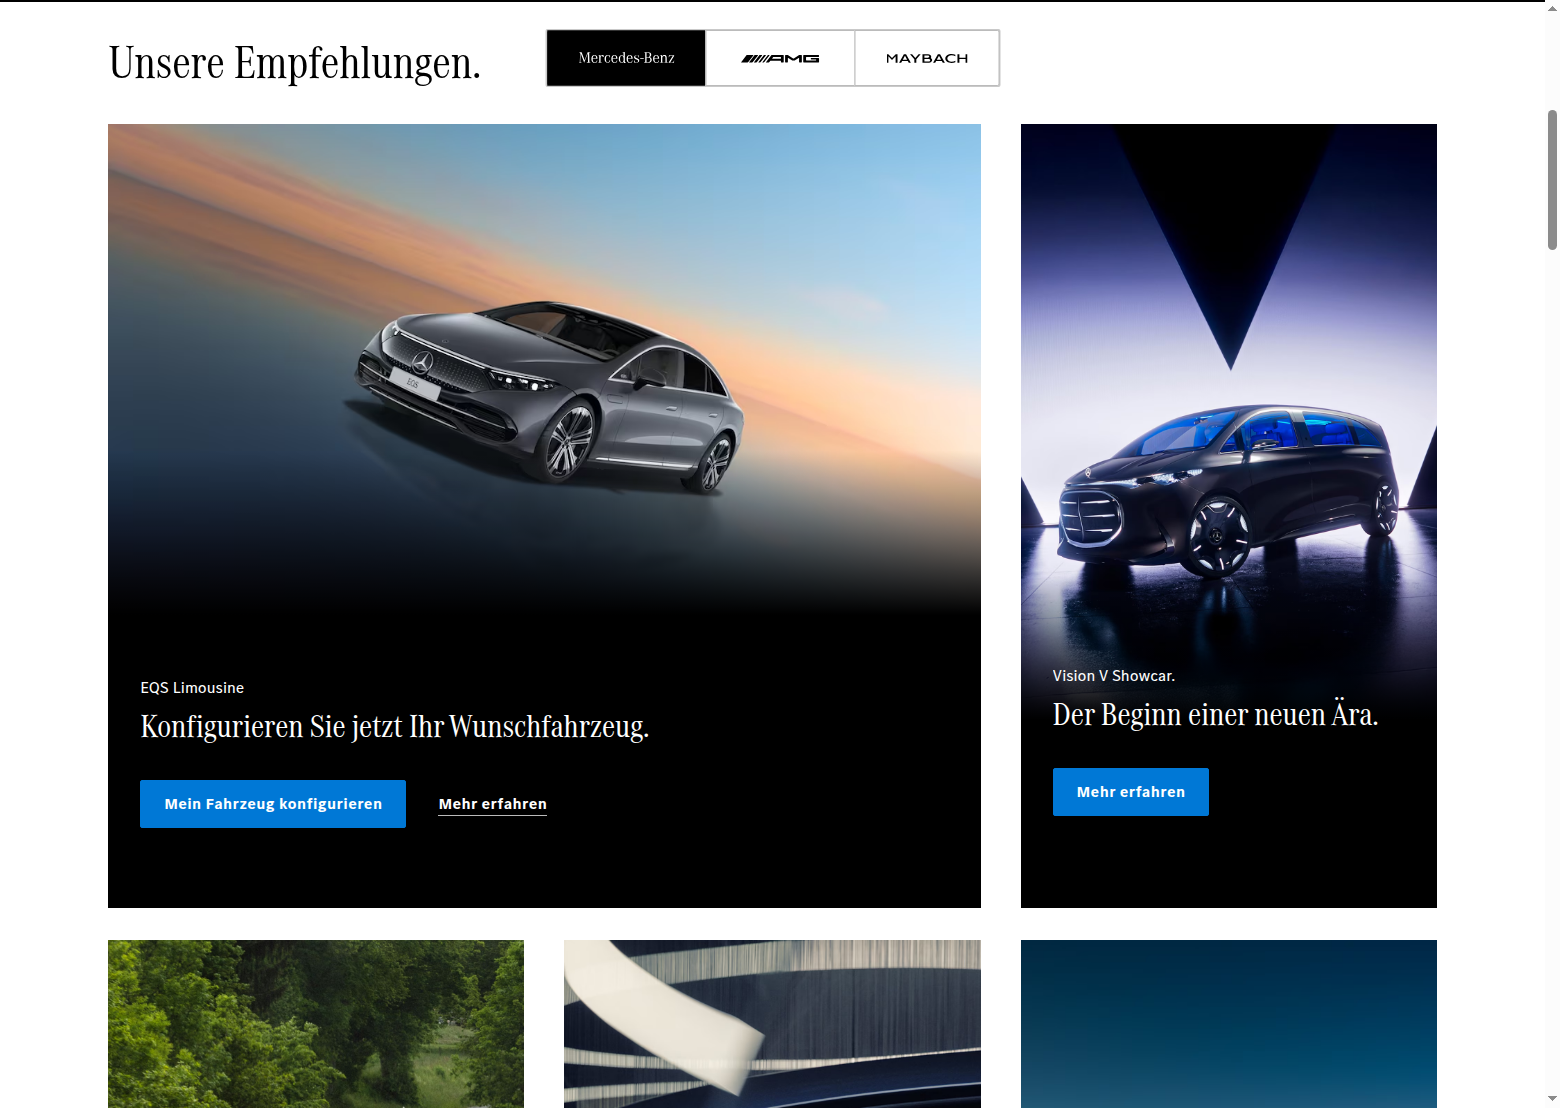 Unsere Empfehlungen.
Mercedes-Benz
AMG
MAYBACH
EQS
EQS Limousine
Konfigurieren Sie jetzt Ihr Wunschfahrzeug.
Mein Fahrzeug konfigurieren
Mehr erfahren
Vision V Showcar.
Der Beginn einer neuen Ära.
Mehr erfahren